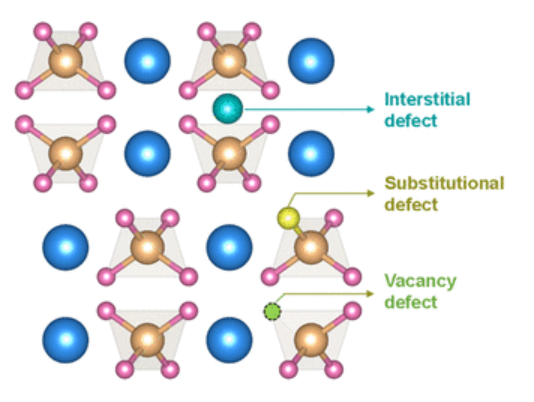 Interstitial
defect
Substitutional
defect
Vacancy
defect